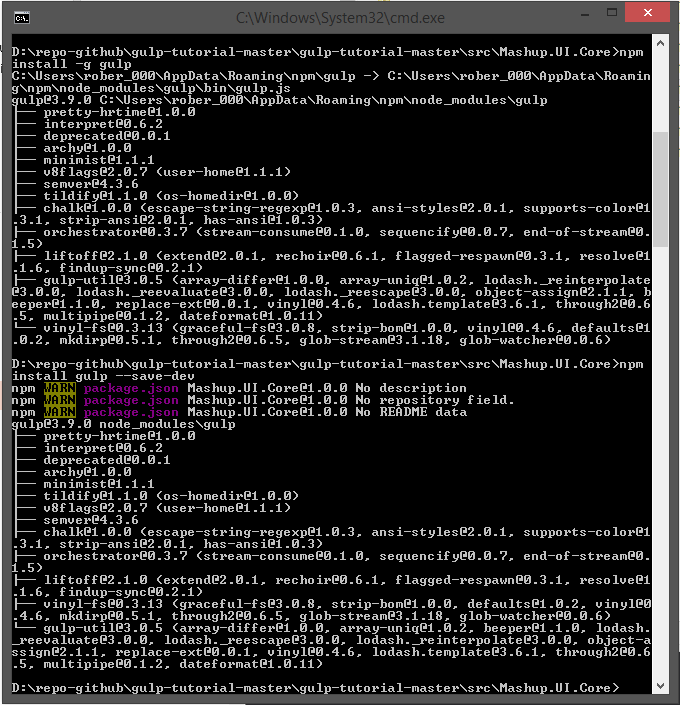 C:\Windows\System32\cmd.exe
D:\repo-github\gulp-tutorial-master\gulp-tutorial-master\src\Mashup.UI.Core>npm
install -g gulp
C:\Users\rober_000\AppData\Roaming\npm\gulp -> C:\Users\rober_000\AppData\Roamin
g\npm\node_modules\gulp\bin\gulp.js
gulp@3.9.0 C:\Users\rober_000\AppData\Roaming\npm\node_modules\gulp
├── pretty-hrtime@1.0.0
├── interpret@0.6.2
├── deprecated@0.0.1
├── archy@1.0.0
├── minimist@1.1.1
├── v8flags@2.0.7 (user-home@1.1.1)
├── semver@4.3.6
├── tildify@1.1.0 (os-homedir@1.0.0)
├── chalk@1.0.0 (escape-string-regexp@1.0.3, ansi-styles@2.0.1, supports-color@1
.3.1, strip-ansi@2.0.1, has-ansi@1.0.3)
├── orchestrator@0.3.7 (stream-consume@0.1.0, sequencify@0.0.7, end-of-stream@0.
1.5)
├── liftoff@2.1.0 (extend@2.0.1, rechoir@0.6.1, flagged-respawn@0.3.1, resolve@1
.1.6, findup-sync@0.2.1)
├── gulp-util@3.0.5 (array-differ@1.0.0, array-uniq@1.0.2, lodash._reinterpolate
@3.0.0, lodash._reevaluate@3.0.0, lodash._reescape@3.0.0, object-assign@2.1.1, b
eeper@1.1.0, replace-ext@0.0.1, vinyl@0.4.6, lodash.template@3.6.1, through2@0.6
.5, multipipe@0.1.2, dateformat@1.0.11)
└── vinyl-fs@0.3.13 (graceful-fs@3.0.8, strip-bom@1.0.0, vinyl@0.4.6, defaults@1
.0.2, mkdirp@0.5.1, through2@0.6.5, glob-stream@3.1.18, glob-watcher@0.0.6)
D:\repo-github\gulp-tutorial-master\gulp-tutorial-master\src\Mashup.UI.Core>npm
install gulp --save-dev
npm WARN package.json Mashup.UI.Core@1.0.0 No description
npm WARN package.json Mashup.UI.Core@1.0.0 No repository field.
npm WARN package.json Mashup.UI.Core@1.0.0 No README data
gulp@3.9.0 node_modules\gulp
├── pretty-hrtime@1.0.0
├── interpret@0.6.2
├── deprecated@0.0.1
├── archy@1.0.0
├── minimist@1.1.1
├── tildify@1.1.0 (os-homedir@1.0.0)
├── v8flags@2.0.7 (user-home@1.1.1)
├── semver@4.3.6
├── chalk@1.0.0 (escape-string-regexp@1.0.3, ansi-styles@2.0.1, supports-color@1
.3.1, strip-ansi@2.0.1, has-ansi@1.0.3)
├── orchestrator@0.3.7 (stream-consume@0.1.0, sequencify@0.0.7, end-of-stream@0.
1.5)
├── liftoff@2.1.0 (extend@2.0.1, rechoir@0.6.1, flagged-respawn@0.3.1, resolve@1
.1.6, findup-sync@0.2.1)
├── vinyl-fs@0.3.13 (graceful-fs@3.0.8, strip-bom@1.0.0, defaults@1.0.2, vinyl@0
.4.6, mkdirp@0.5.1, through2@0.6.5, glob-stream@3.1.18, glob-watcher@0.0.6)
└── gulp-util@3.0.5 (array-differ@1.0.0, array-uniq@1.0.2, beeper@1.1.0, lodash.
_reevaluate@3.0.0, lodash._reescape@3.0.0, lodash._reinterpolate@3.0.0, object-a
ssign@2.1.1, replace-ext@0.0.1, vinyl@0.4.6, lodash.template@3.6.1, through2@0.6
.5, multipipe@0.1.2, dateformat@1.0.11)
D:\repo-github\gulp-tutorial-master\gulp-tutorial-master\src\Mashup.UI.Core>